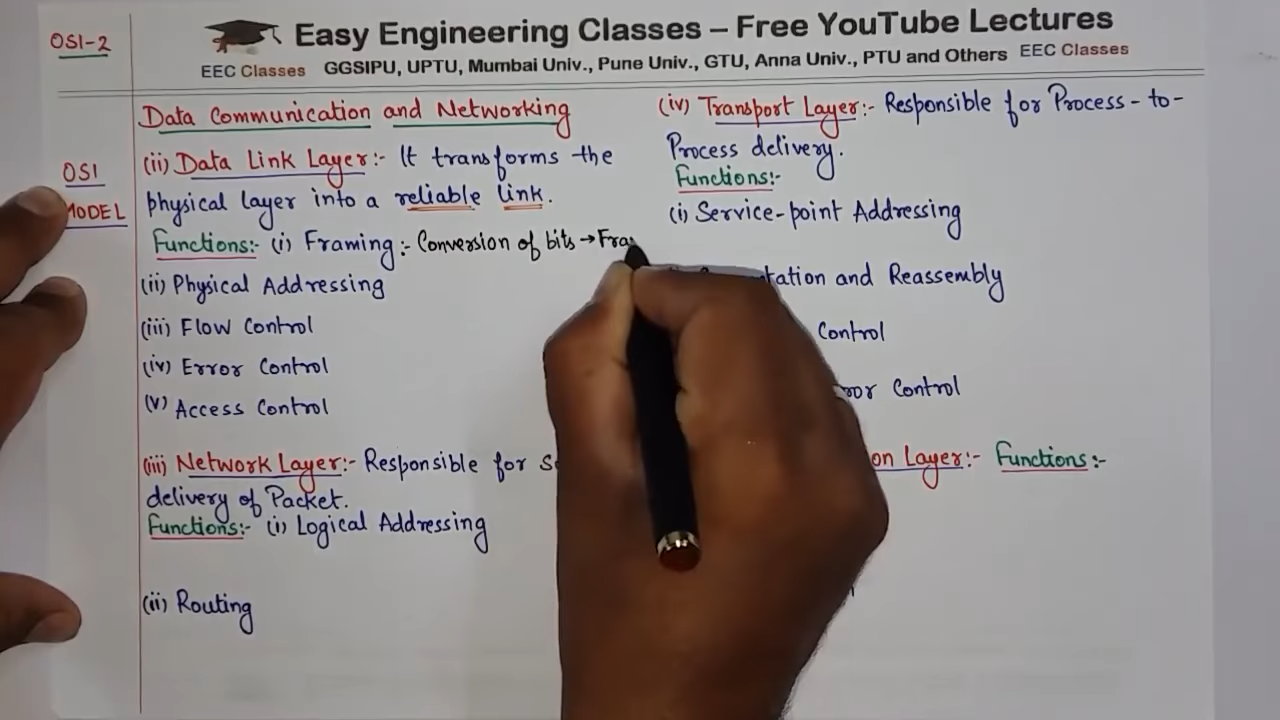 OSI-2
Easy Engineering Classes – Free YouTube Lectures
EEC Classes GGSIPU, UPTU, Mumbai Univ., Pune Univ., GTU, Anna Univ., PTU and Others EEC Classes
OSI
MODEL
Data Communication and Networking
(ii) Data Link Layer:- It transforms the
physical layer into a reliable link.
Functions:- (i) Framing:- Conversion of bits → Fra
(ii) Physical Addressing
(iii) Flow Control
(iv) Error Control
(v) Access Control
(iii) Network Layer:- Responsible for
delivery of Packet.
Functions:- (i) Logical Addressing
(ii) Routing
(iv) Transport Layer:- Responsible for Process-to-
Process delivery.
Functions:-
(i) Service-point Addressing
and Reassembly
Control
Control
Layer:- Functions:-